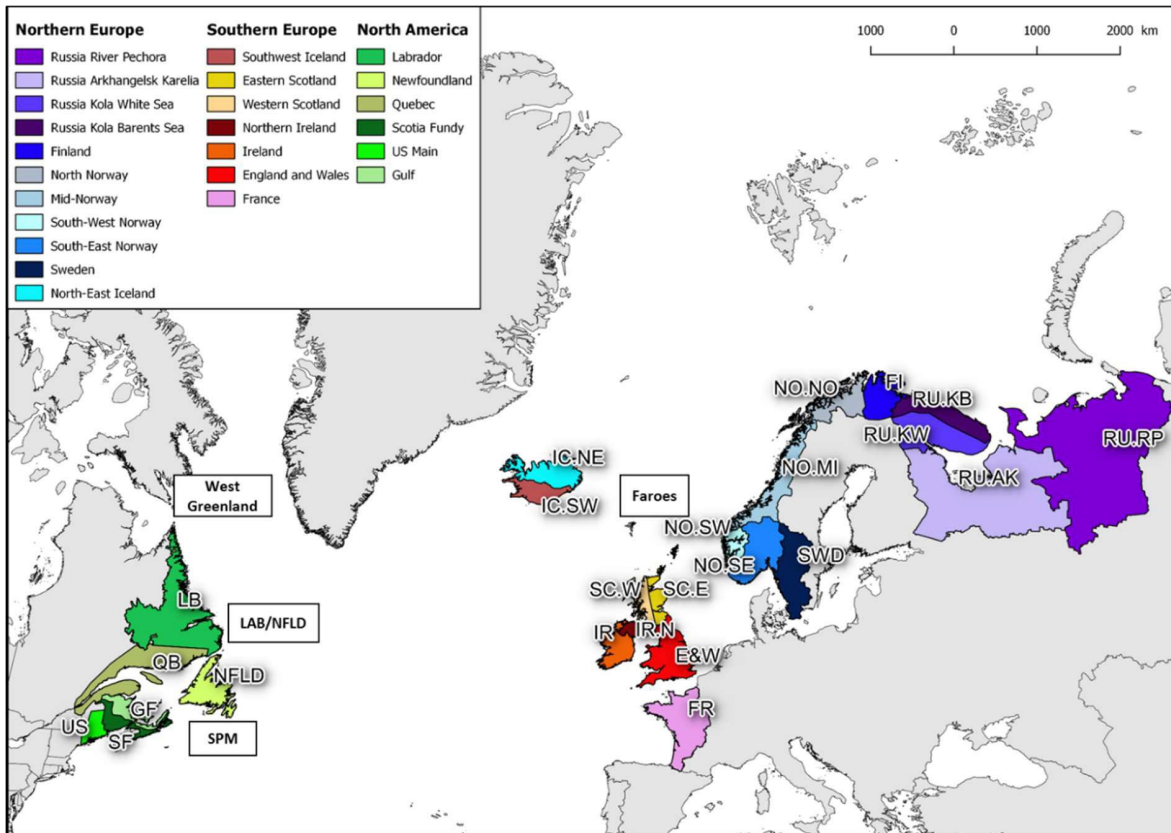 Northern Europe
Russia River Pechora
Russia Arkhangelsk Karelia
Russia Kola White Sea
Russia Kola Barents Sea
Finland
North Norway
Mid-Norway
South-West Norway
South-East Norway
Sweden
North-East Iceland
Southern Europe
Southwest Iceland
Eastern Scotland
Western Scotland
Northern Ireland
Ireland
England and Wales
France
North America
Labrador
Newfoundland
Quebec
Scotia Fundy
US Main
Gulf
1000 0 1000 2000 km
NO.NO
FI
RU.KB
RU.KW
RU.RP
RU.AK
NO.MI
IC.NE
IC.SW
West
Greenland
Faroes
NO.SW
NO.SE
SWD
SC.W
SC.E
LB
LAB/NFLD
IR
IR.N
E&W
QB
NFLD
FR
GF
US
SF
SPM